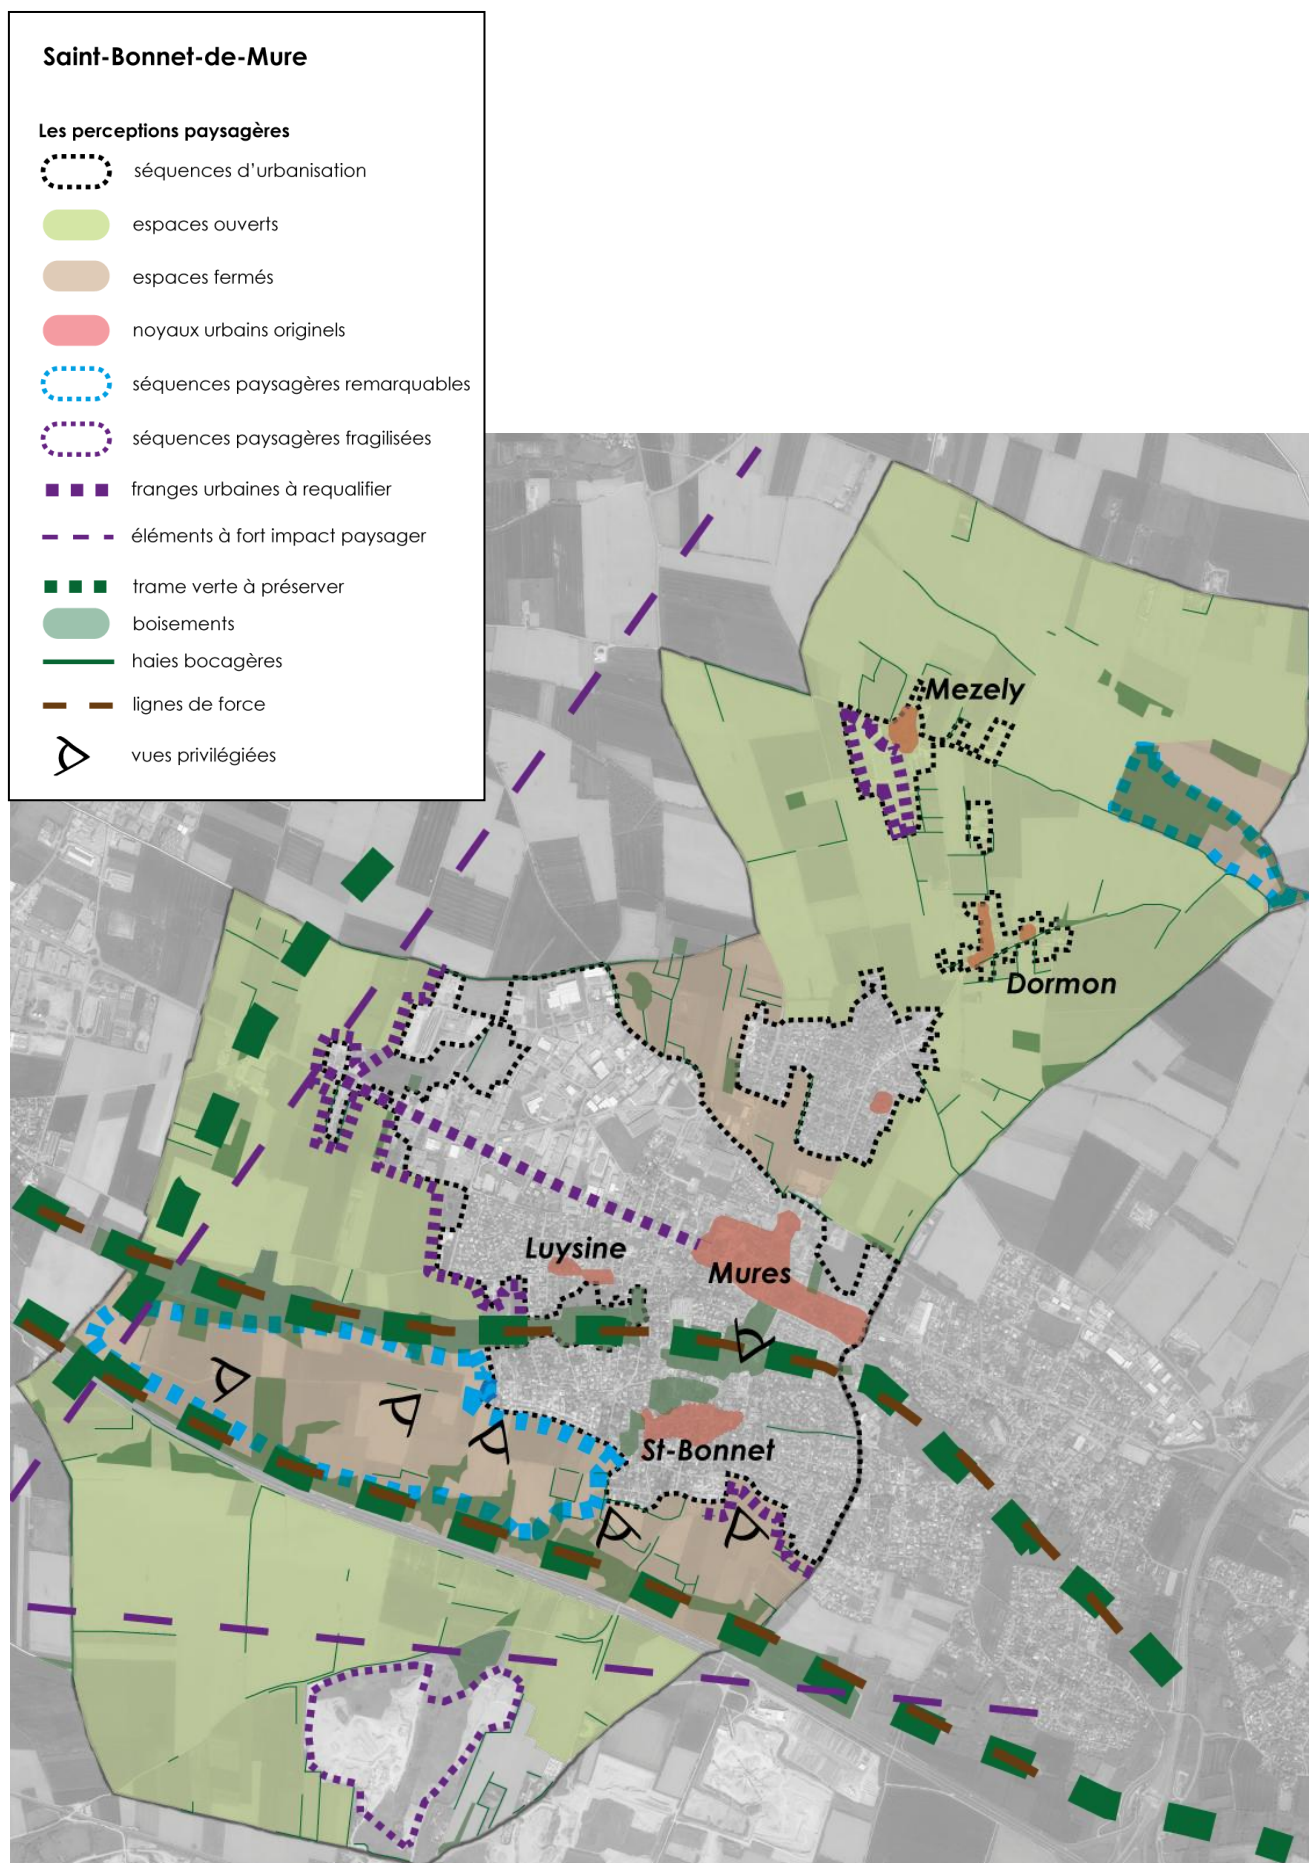 Saint-Bonnet-de-Mure
Les perceptions paysagères
séquences d'urbanisation
espaces ouverts
espaces fermés
noyaux urbains originels
séquences paysagères remarquables
séquences paysagères fragilisées
franges urbaines à requalifier
éléments à fort impact paysager
trame verte à préserver
boisements
haies bocagères
lignes de force
vues privilégiées
Mezely
Dormon
Luysine
Mures
St-Bonnet